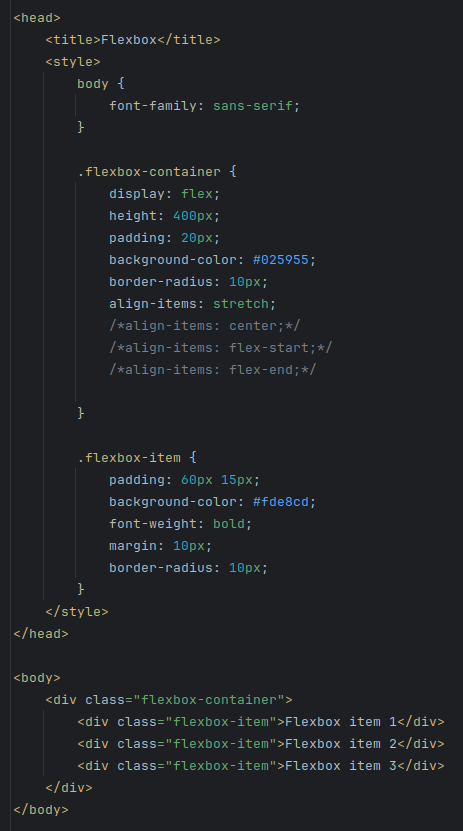 <head>
    <title>Flexbox</title>
    <style>
        body {
            font-family: sans-serif;
        }

        .flexbox-container {
            display: flex;
            height: 400px;
            padding: 20px;
            background-color: #025955;
            border-radius: 10px;
            align-items: stretch;
            /*align-items: center;*/
            /*align-items: flex-start;*/
            /*align-items: flex-end;*/

        }

        .flexbox-item {
            padding: 60px 15px;
            background-color: #fde8cd;
            font-weight: bold;
            margin: 10px;
            border-radius: 10px;
        }
    </style>
</head>

<body>
    <div class="flexbox-container">
        <div class="flexbox-item">Flexbox item 1</div>
        <div class="flexbox-item">Flexbox item 2</div>
        <div class="flexbox-item">Flexbox item 3</div>
    </div>
</body>